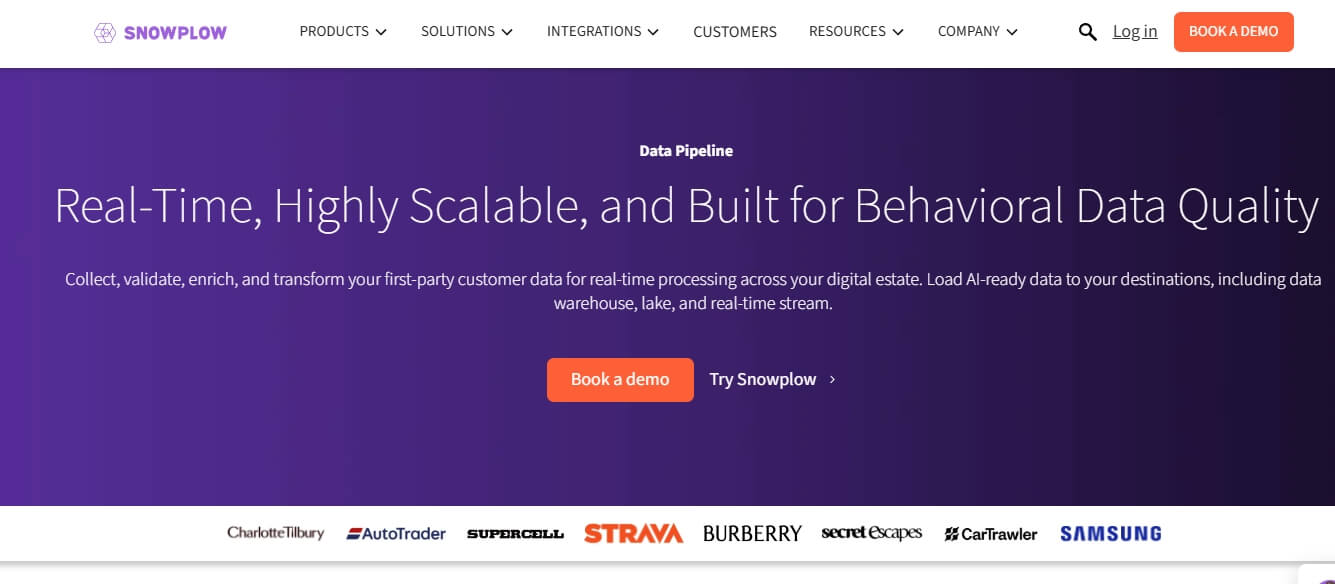 SNOWPLOW
PRODUCTS SOLUTIONS INTEGRATIONS CUSTOMERS RESOURCES COMPANY Log in BOOK A DEMO
Data Pipeline
Real-Time, Highly Scalable, and Built for Behavioral Data Quality
Collect, validate, enrich, and transform your first-party customer data for real-time processing across your digital estate. Load AI-ready data to your destinations, including data
warehouse, lake, and real-time stream.
Book a demo Try Snowplow
CharlotteTilbury AutoTrader SUPERCELL STRAVA BURBERRY secret escapes CarTrawler SAMSUNG